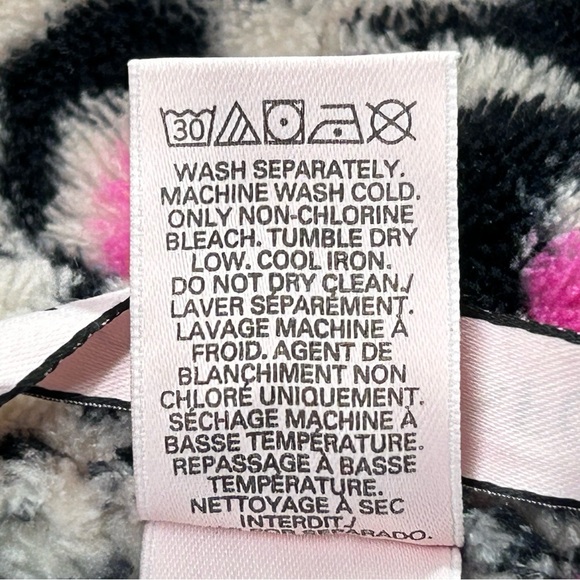 30
WASH SEPARATELY.
MACHINE WASH COLD.
ONLY NON-CHLORINE
BLEACH. TUMBLE DRY
LOW. COOL IRON.
DO NOT DRY CLEAN./
LAVER SÉPARÉMENT.
LAVAGE MACHINE À
FROID. AGENT DE
BLANCHIMENT NON
CHLORÉ UNIQUEMENT.
SÉCHAGE MACHINE À
BASSE TEMPÉRATURE.
REPASSAGE À BASSE
TEMPÉRATURE.
NETTOYAGE À SEC
INTERDIT./
POR SEPARADO.